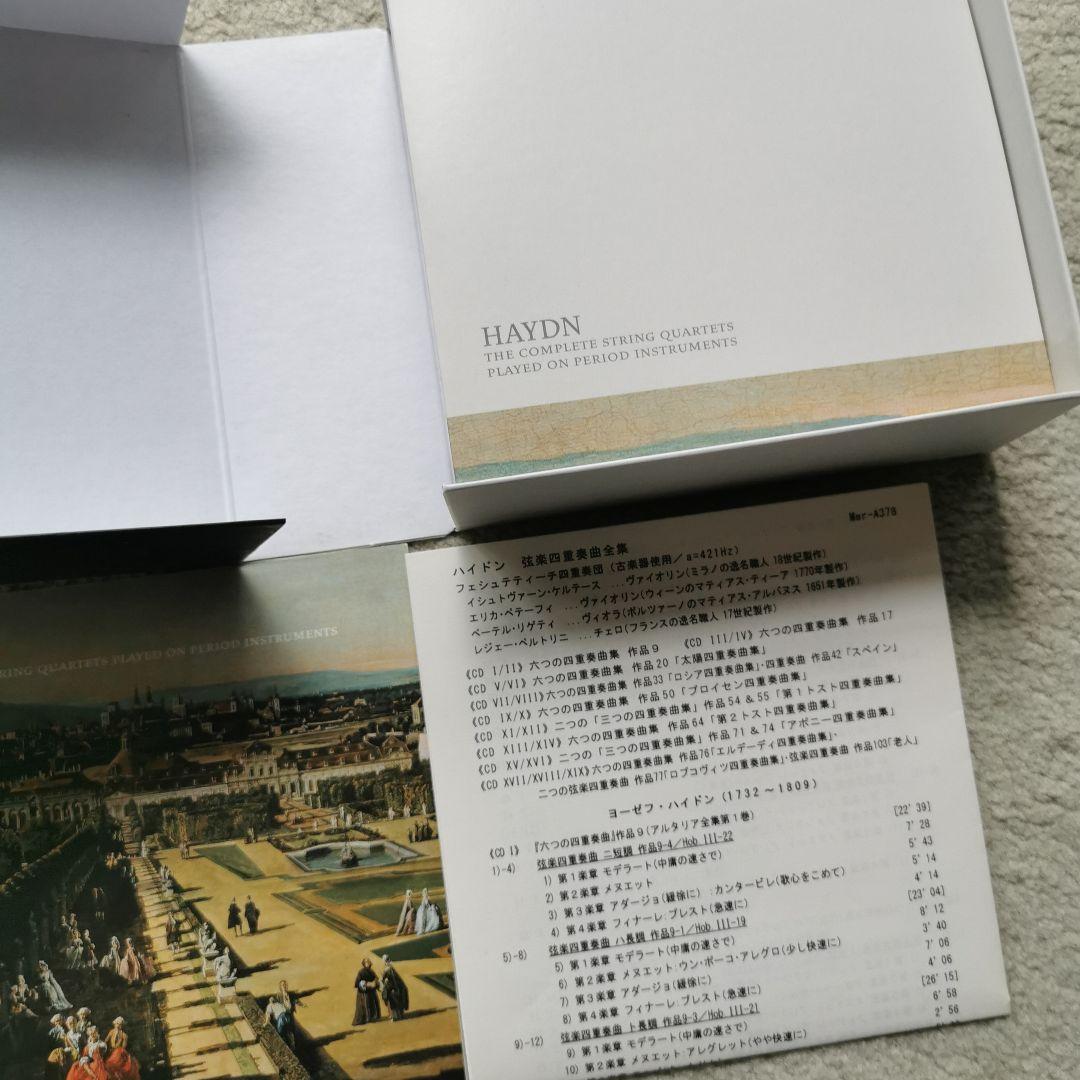 HAYDN
THE COMPLETE STRING QUARTETS
PLAYED ON PERIOD INSTRUMENTS
STRING QUARTETS PLAYED ON PERIOD INSTRUMENTS
Mer-A378
ハイドン 弦楽四重奏曲全集
フェシュテティーチ四重奏団 (古楽器使用/a=421Hz)
イシュトヴァーン・ケルテース ...ヴァイオリン(ミラノの逸名職人 18世紀製作)
エリカ・ペテーフィ ...ヴァイオリン(ウィーンのマティアス・ティーア 1770年製作)
ペーテル・リゲティ ...ヴィオラ(ボルツァーノのマティアス・アルバヌス 1651年製作)
レジェー・ペルトリニ ...チェロ(フランスの逸名職人 17世紀製作)
《CD I/II》六つの四重奏曲集 作品9 《CD III/IV》六つの四重奏曲集 作品17
《CD V/VI》六つの四重奏曲集 作品20「太陽四重奏曲集」
《CD VII/VIII》六つの四重奏曲集 作品33「ロシア四重奏曲集」・四重奏曲 作品42「スペイン」
《CD IX/X》六つの四重奏曲集 作品50「プロイセン四重奏曲集」
《CD XI/XII》二つの「三つの四重奏曲集」作品54 & 55「第1トスト四重奏曲集」
《CD XIII/XIV》六つの四重奏曲集 作品64「第2トスト四重奏曲集」
《CD XV/XVI》二つの「三つの四重奏曲集」作品71 & 74「アポニー四重奏曲集」
《CD XVII/XVIII/XIX》六つの四重奏曲集 作品76「エルデーディ四重奏曲集」・
二つの弦楽四重奏曲 作品77「ロブコヴィツ四重奏曲集」・弦楽四重奏曲 作品103「老人」
ヨーゼフ・ハイドン (1732~1809)
《CD I》 『六つの四重奏曲』作品9(アルタリア全集第1巻)
1)-4) 弦楽四重奏曲 ニ短調 作品9-4/Hob.III-22 [22'39]
1) 第1楽章 モデラート(中庸の速さで) 7'28
2) 第2楽章 メヌエット 5'43
3) 第3楽章 アダージョ(緩徐に) :カンタービレ(歌心をこめて) 5'14
4) 第4楽章 フィナーレ:プレスト(急速に) 4'14
5)-8) 弦楽四重奏曲 ハ長調 作品9-1/Hob.III-19 [23'04]
5) 第1楽章 モデラート(中庸の速さで) 8'12
6) 第2楽章 メヌエット:ウン・ポーコ・アレグロ(少し快速に) 3'40
7) 第3楽章 アダージョ(緩徐に) 7'06
8) 第4楽章 フィナーレ:プレスト(急速に) 4'06
9)-12) 弦楽四重奏曲 ト長調 作品9-3/Hob.III-21 [26'15]
9) 第1楽章 モデラート(中庸の速さで) 6'58
10) 第2楽章 メヌエット:アレグレット(やや快速に) 2'56